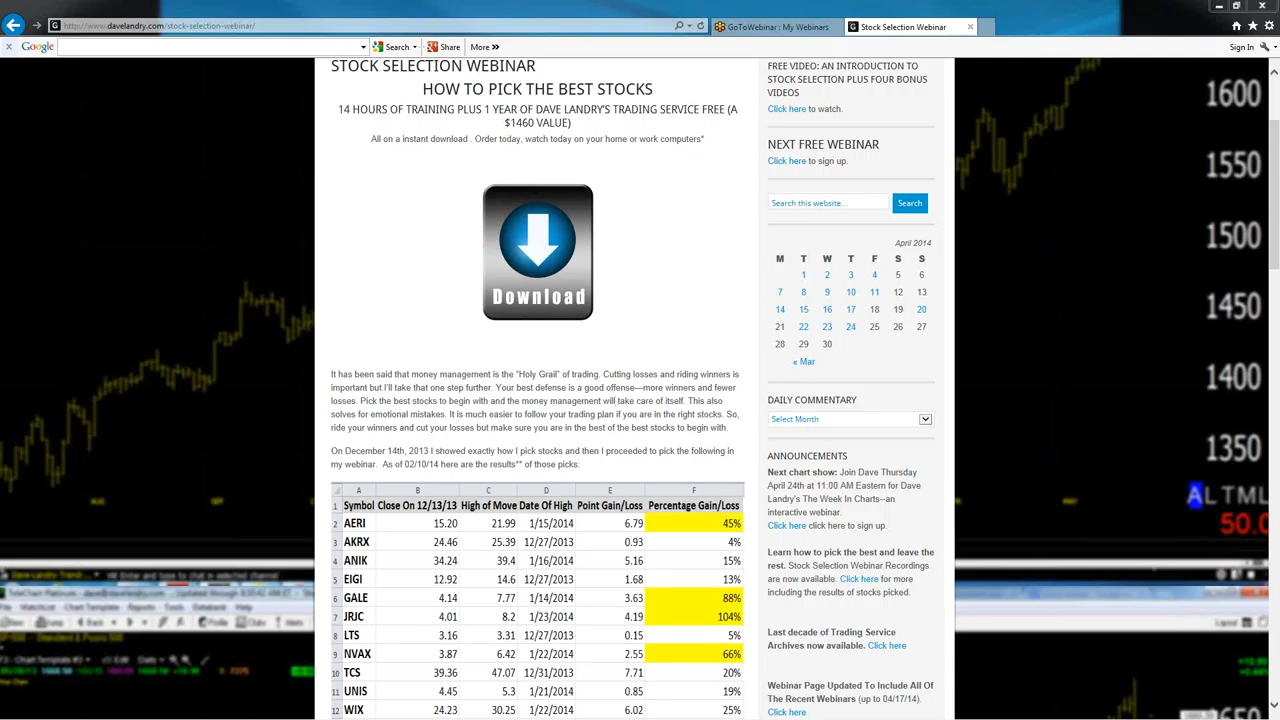 http://www.davelandry.com/stock-selection-webinar/
GoToWebinar : My Webinars
Stock Selection Webinar
Google
Search
Share
More »
Sign In
STOCK SELECTION WEBINAR
HOW TO PICK THE BEST STOCKS
14 HOURS OF TRAINING PLUS 1 YEAR OF DAVE LANDRY'S TRADING SERVICE FREE (A
$1460 VALUE)
All on a instant download . Order today, watch today on your home or work computers*
Download
It has been said that money management is the "Holy Grail" of trading. Cutting losses and riding winners is
important but I'll take that one step further. Your best defense is a good offense—more winners and fewer
losses. Pick the best stocks to begin with and the money management will take care of itself. This also
solves for emotional mistakes. It is much easier to follow your trading plan if you are in the right stocks. So,
ride your winners and cut your losses but make sure you are in the best of the best stocks to begin with.
On December 14th, 2013 I showed exactly how I pick stocks and then I proceeded to pick the following in
my webinar. As of 02/10/14 here are the results** of those picks:
A B C D E F
1 Symbol Close On 12/13/13 High of Move Date Of High Point Gain/Loss Percentage Gain/Loss
2 AERI 15.20 21.99 1/15/2014 6.79 45%
3 AKRX 24.46 25.39 12/27/2013 0.93 4%
4 ANIK 34.24 39.4 1/16/2014 5.16 15%
5 EIGI 12.92 14.6 12/27/2013 1.68 13%
6 GALE 4.14 7.77 1/14/2014 3.63 88%
7 JRJC 4.01 8.2 1/23/2014 4.19 104%
8 LTS 3.16 3.31 12/27/2013 0.15 5%
9 NVAX 3.87 6.42 1/22/2014 2.55 66%
10 TCS 39.36 47.07 12/31/2013 7.71 20%
11 UNIS 4.45 5.3 1/21/2014 0.85 19%
12 WIX 24.23 30.25 1/22/2014 6.02 25%
FREE VIDEO: AN INTRODUCTION TO
STOCK SELECTION PLUS FOUR BONUS
VIDEOS
Click here to watch.
NEXT FREE WEBINAR
Click here to sign up.
Search this website...
Search
April 2014
M T W T F S S
1 2 3 4 5 6
7 8 9 10 11 12 13
14 15 16 17 18 19 20
21 22 23 24 25 26 27
28 29 30
« Mar
DAILY COMMENTARY
Select Month
ANNOUNCEMENTS
Next chart show: Join Dave Thursday
April 24th at 11:00 AM Eastern for Dave
Landry's The Week In Charts--an
interactive webinar.
Click here click here to sign up.
Learn how to pick the best and leave the
rest. Stock Selection Webinar Recordings
are now available. Click here for more
including the results of stocks picked.
Last decade of Trading Service
Archives now available. Click here
Webinar Page Updated To Include All Of
The Recent Webinars (up to 04/17/14).
Click here
1600
1550
1500
1450
1400
1350
A L T M L
50.0